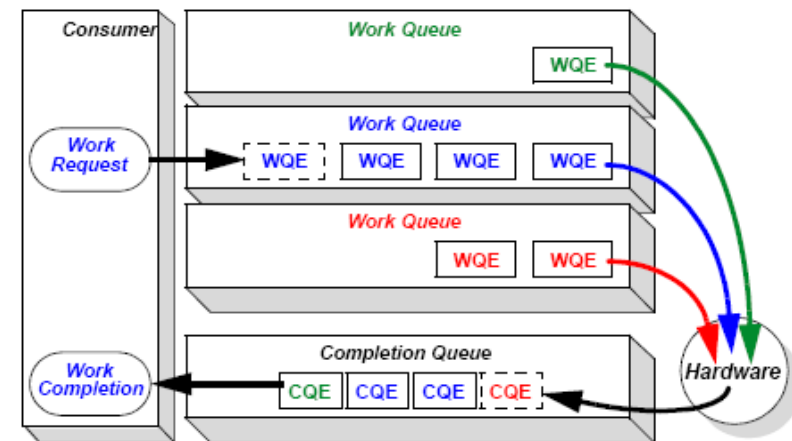 Consumer
Work Queue
WQE
Work Queue
Work
Request
WQE WQE WQE WQE
Work Queue
WQE WQE
Completion Queue
Work
Completion
CQE CQE CQE CQE
Hardware